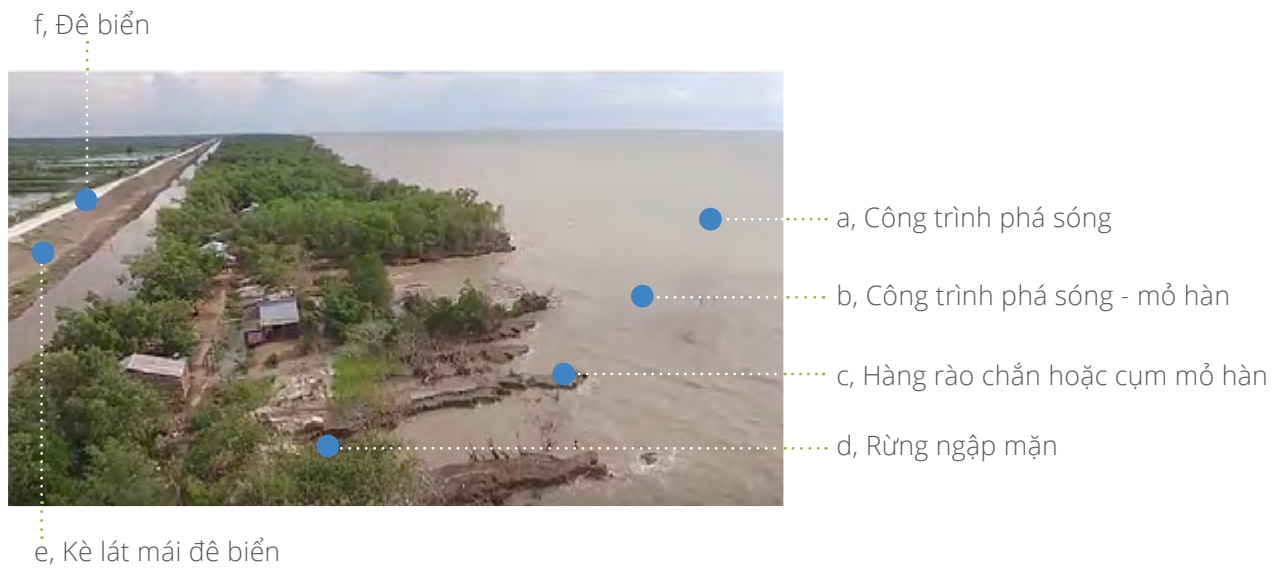 f, Đê biển
a, Công trình phá sóng
b, Công trình phá sóng - mỏ hàn
c, Hàng rào chắn hoặc cụm mỏ hàn
d, Rừng ngập mặn
e, Kè lát mái đê biển